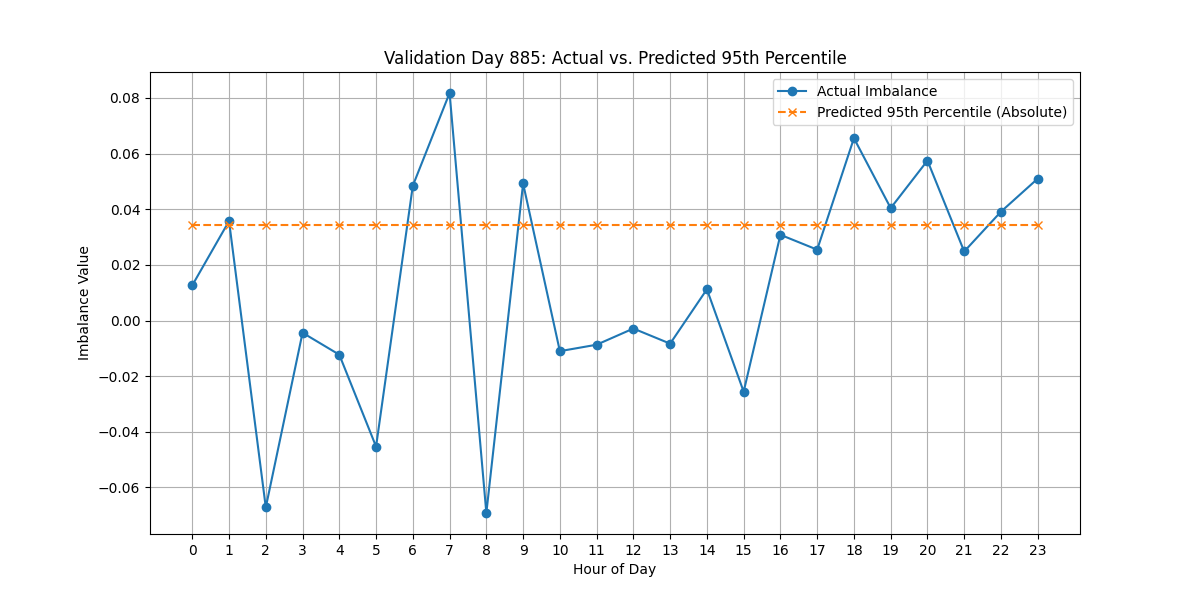 Validation Day 885: Actual vs. Predicted 95th Percentile
Actual Imbalance
Predicted 95th Percentile (Absolute)
Imbalance Value
0.08
0.06
0.04
0.02
0.00
−0.02
−0.04
−0.06
0 1 2 3 4 5 6 7 8 9 10 11 12 13 14 15 16 17 18 19 20 21 22 23
Hour of Day